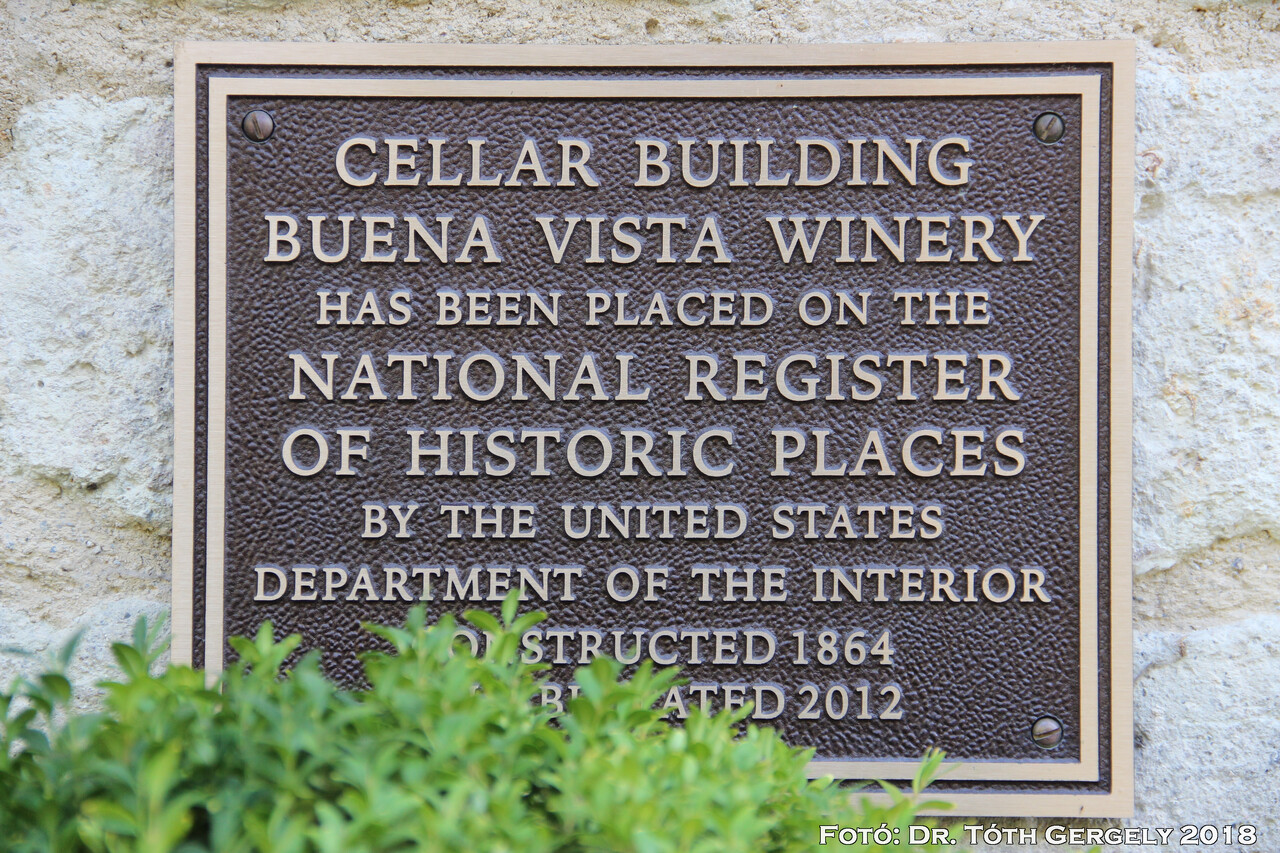 CELLAR BUILDING
BUENA VISTA WINERY
HAS BEEN PLACED ON THE
NATIONAL REGISTER
OF HISTORIC PLACES
BY THE UNITED STATES
DEPARTMENT OF THE INTERIOR
CONSTRUCTED 1864
2012
FOTÓ: DR. TÓTH GERGELY 2018